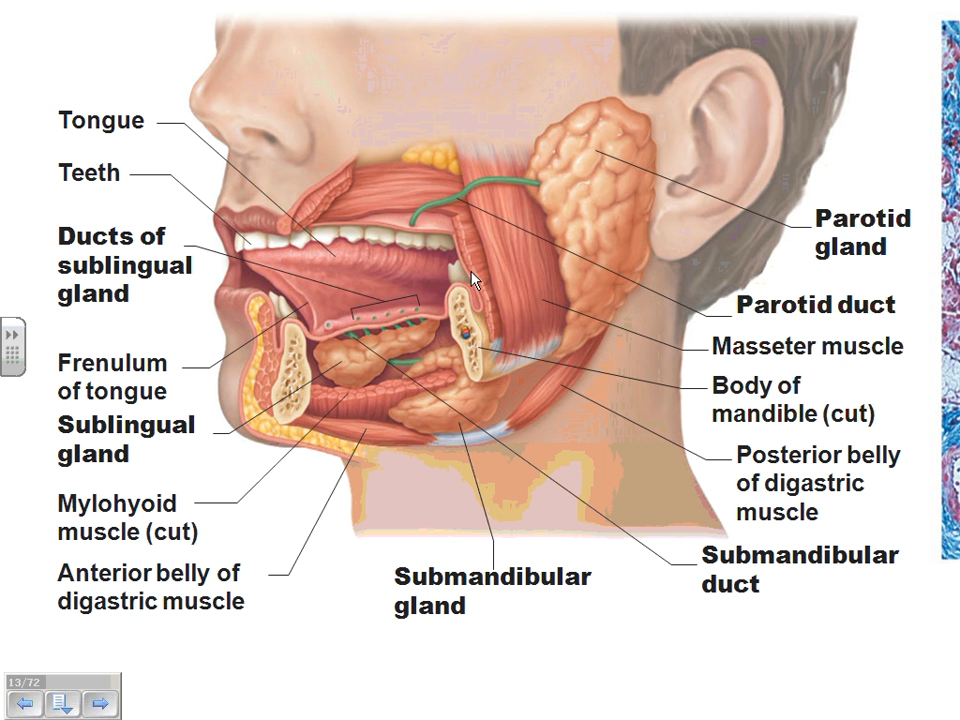 Tongue
Teeth
Ducts of
sublingual
gland
Frenulum
of tongue
Sublingual
gland
Mylohyoid
muscle (cut)
Anterior belly of
digastric muscle
Submandibular
gland
Parotid
gland
Parotid duct
Masseter muscle
Body of
mandible (cut)
Posterior belly
of digastric
muscle
Submandibular
duct
13/72